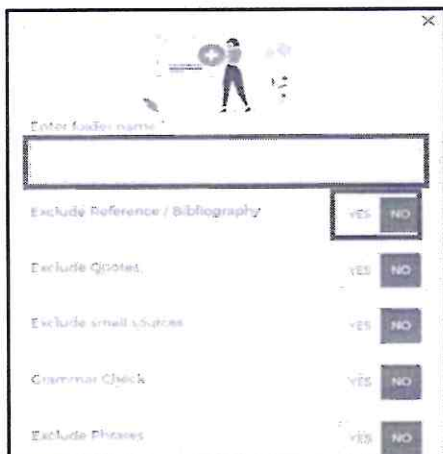 Enter folder name
Exclude Reference / Bibliography YES NO
Exclude Quotes YES NO
Exclude small sources YES NO
Grammar Check YES NO
Exclude Phrases YES NO